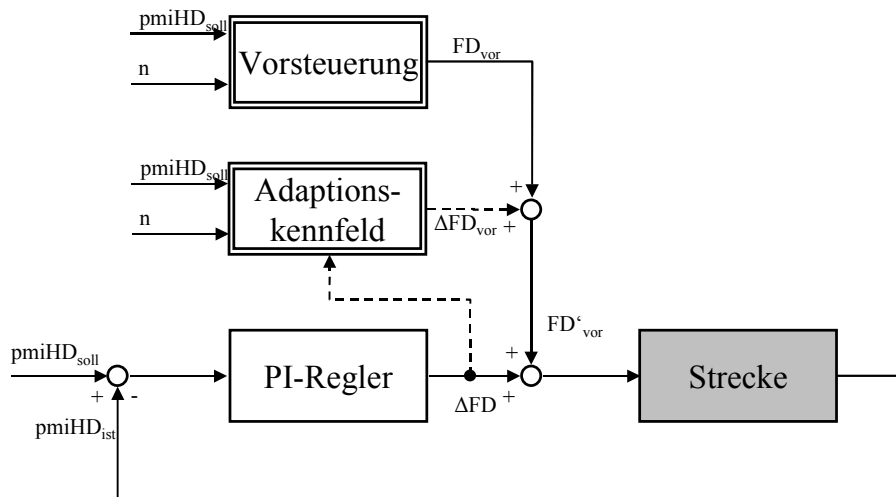 pmiHDsoll
n
Vorsteuerung
FDvor
pmiHDsoll
n
Adaptions-
kennfeld
ΔFDvor
+
+
FD‘vor
pmiHDsoll
+
-
pmiHDist
PI-Regler
ΔFD
+
+
Strecke